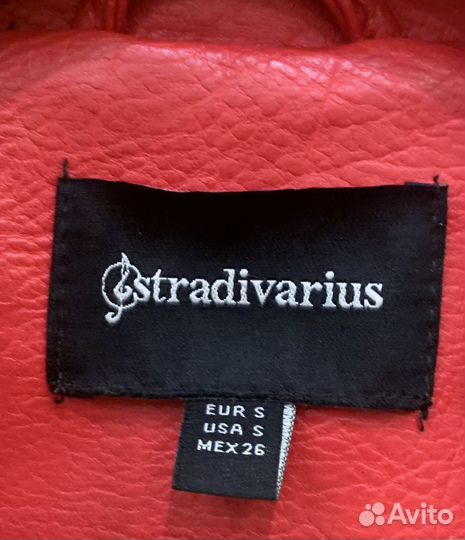 stradivarius
EUR S
USA S
MEX 26
Avito